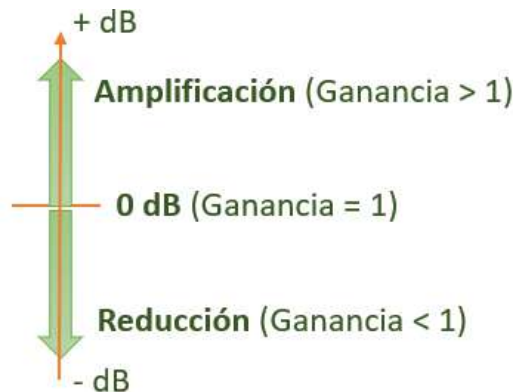 + dB
Amplificación (Ganancia > 1)
0 dB (Ganancia = 1)
Reducción (Ganancia < 1)
- dB